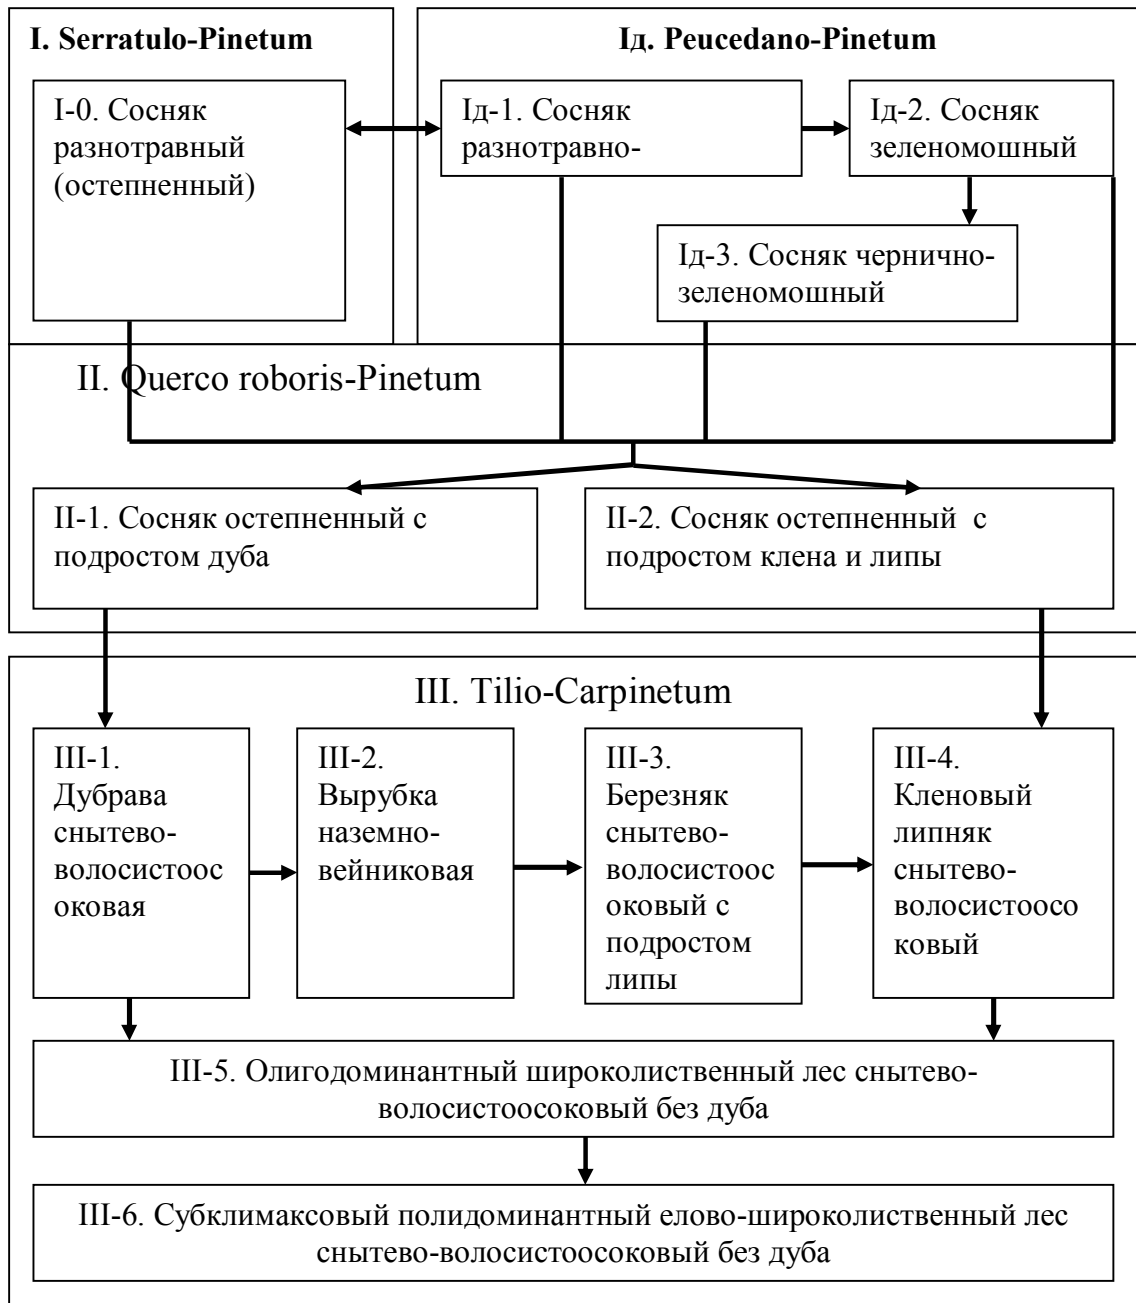 I. Serratulo-Pinetum
Iд. Peucedano-Pinetum
I-0. Сосняк
разнотравный
(остепненный)
Iд-1. Сосняк
разнотравно-
Iд-2. Сосняк
зеленомошный
Iд-3. Сосняк чернично-
зеленомошный
II. Querco roboris-Pinetum
II-1. Сосняк остепненный с
подростом дуба
II-2. Сосняк остепненный с
подростом клена и липы
III. Tilio-Carpinetum
III-1.
Дубрава
снытево-
волосистоос
оковая
III-2.
Вырубка
наземно-
вейниковая
III-3.
Березняк
снытево-
волосистоос
оковый с
подростом
липы
III-4.
Кленовый
липняк
снытево-
волосистоосо
ковый
III-5. Олигодоминантный широколиственный лес снытево-
волосистоосоковый без дуба
III-6. Субклимаксовый полидоминантный елово-широколиственный лес
снытево-волосистоосоковый без дуба